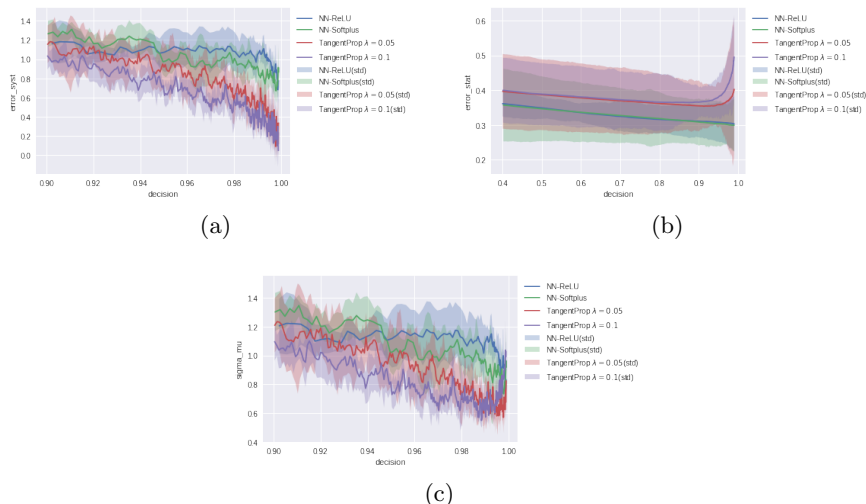 1.4
1.2
1.0
0.8
0.6
0.4
0.2
0.0
error_syst
0.90
0.92
0.94
0.96
0.98
1.00
decision
NN-ReLU
NN-Softplus
TangentProp λ = 0.05
TangentProp λ = 0.1
NN-ReLU(std)
NN-Softplus(std)
TangentProp λ = 0.05(std)
TangentProp λ = 0.1(std)
(a)
0.6
0.5
0.4
0.3
0.2
error_stat
0.4
0.5
0.6
0.7
0.8
0.9
1.0
decision
NN-ReLU
NN-Softplus
TangentProp λ = 0.05
TangentProp λ = 0.1
NN-ReLU(std)
NN-Softplus(std)
TangentProp λ = 0.05(std)
TangentProp λ = 0.1(std)
(b)
1.4
1.2
1.0
0.8
0.6
0.4
sigma_mu
0.90
0.92
0.94
0.96
0.98
1.00
decision
NN-ReLU
NN-Softplus
TangentProp λ = 0.05
TangentProp λ = 0.1
NN-ReLU(std)
NN-Softplus(std)
TangentProp λ = 0.05(std)
TangentProp λ = 0.1(std)
(c)